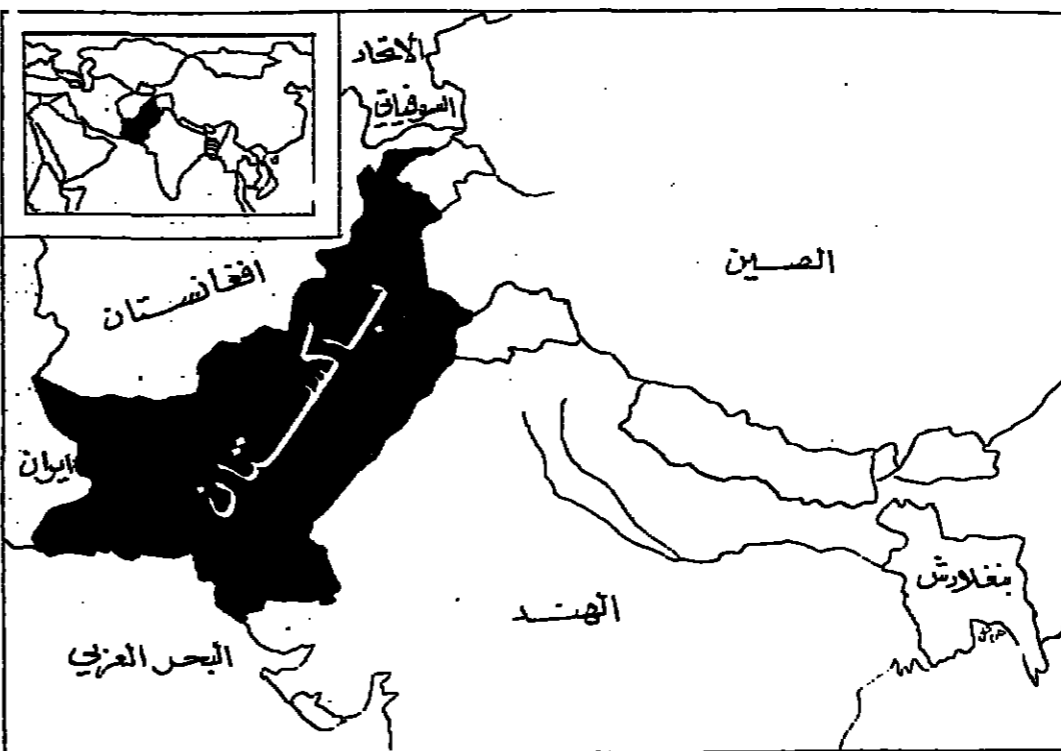 الاتحاد
السوفياتي
الصين
افغانستان
باكستان
ايران
بنغلادش
الهند
البحر العربي